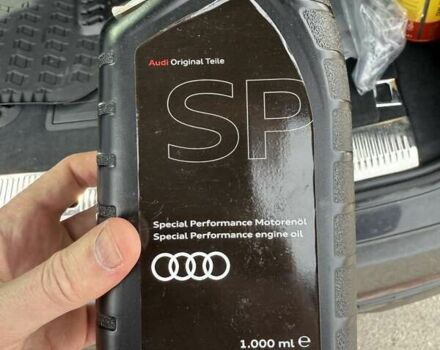 Audi Original Teile
SP
Special Performance Motorenöl
Special Performance engine oil
1.000 ml ℮